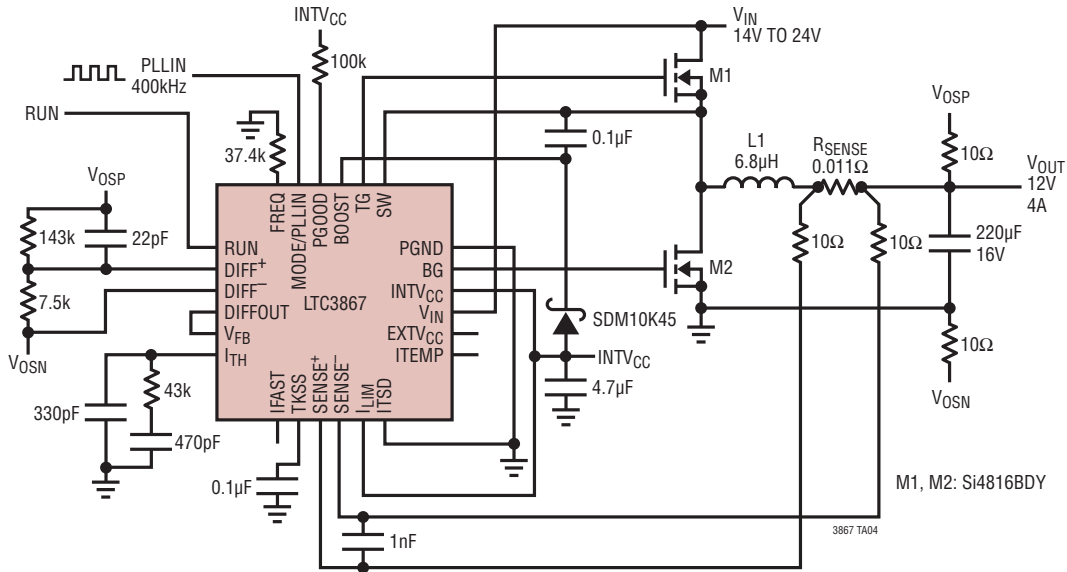 INTVCC
100k
PLLIN
400kHz
RUN
37.4k
VIN
14V TO 24V
M1
0.1µF
L1
6.8µH
RSENSE
0.011Ω
VOSP
10Ω
VOUT
12V
4A
VOSP
143k
22pF
7.5k
VOSN
FREQ
MODE/PLLIN
PGOOD
BOOST
TG
SW
RUN
DIFF+
DIFF–
DIFFOUT
VFB
ITH
LTC3867
PGND
BG
INTVCC
VIN
EXTVCC
ITEMP
IFAST
TKSS
SENSE+
SENSE–
ILIM
ITSD
10Ω
10Ω
220µF
16V
M2
SDM10K45
INTVCC
4.7µF
10Ω
VOSN
330pF
43k
470pF
0.1µF
1nF
M1, M2: Si4816BDY
3867 TA04